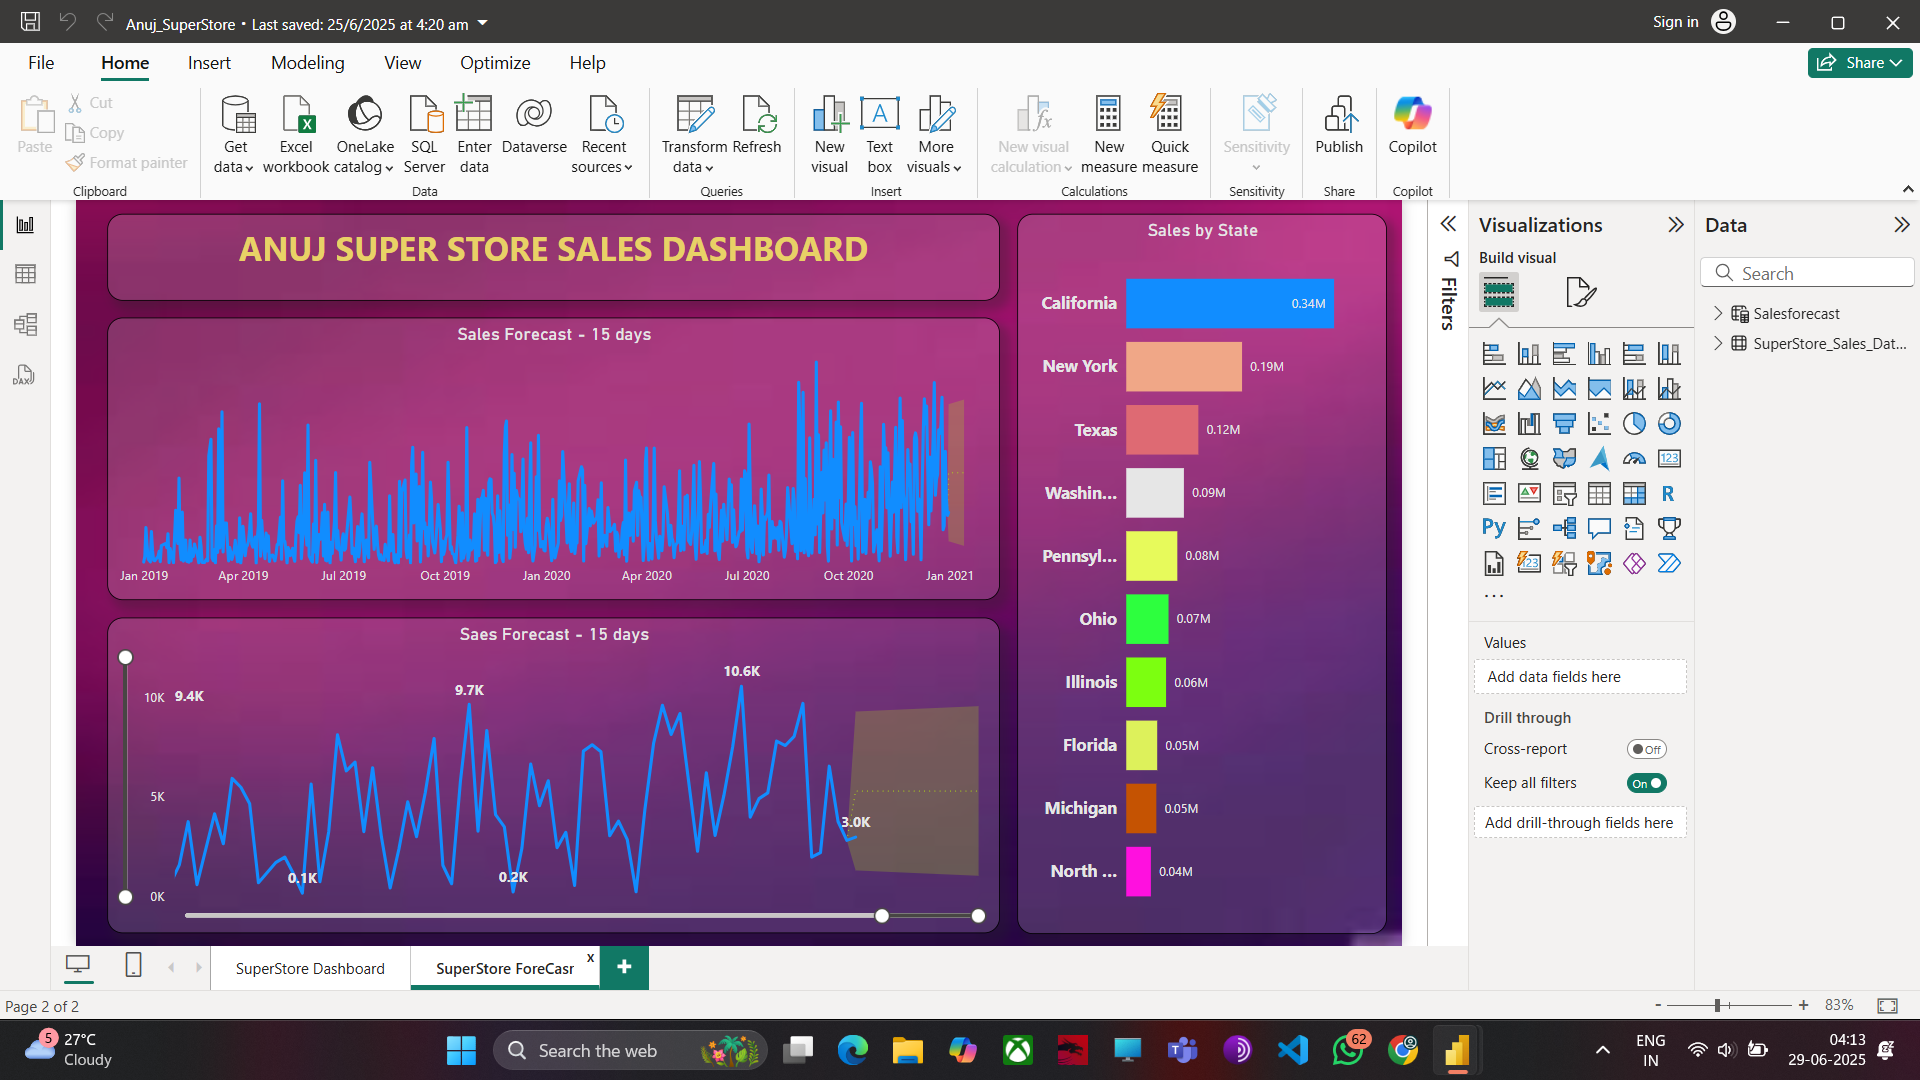 Anuj_SuperStore • Last saved: 25/6/2025 at 4:20 am
Sign in
File Home Insert Modeling View Optimize Help
Share
Paste
Cut
Copy
Format painter
Clipboard
Get data
Excel workbook
OneLake catalog
SQL Server
Enter data
Dataverse
Recent sources
Data
Transform data
Refresh
Queries
New visual
Text box
More visuals
Insert
New visual calculation
New measure
Quick measure
Calculations
Sensitivity
Sensitivity
Publish
Share
Copilot
Copilot
ANUJ SUPER STORE SALES DASHBOARD
Sales Forecast - 15 days
Jan 2019 Apr 2019 Jul 2019 Oct 2019 Jan 2020 Apr 2020 Jul 2020 Oct 2020 Jan 2021
Saes Forecast - 15 days
10K
5K
0K
9.4K
0.1K
9.7K
0.2K
10.6K
3.0K
Sales by State
California 0.34M
New York 0.19M
Texas 0.12M
Washin... 0.09M
Pennsyl... 0.08M
Ohio 0.07M
Illinois 0.06M
Florida 0.05M
Michigan 0.05M
North ... 0.04M
Filters
Visualizations
Build visual
123
R
Py
123
...
Values
Add data fields here
Drill through
Cross-report Off
Keep all filters On
Add drill-through fields here
Data
Search
Salesforecast
SuperStore_Sales_Dat...
DAX
SuperStore Dashboard
SuperStore ForeCasr
x
+
Page 2 of 2
- + 83%
5
27°C
Cloudy
Search the web
62
ENG
IN
04:13
29-06-2025